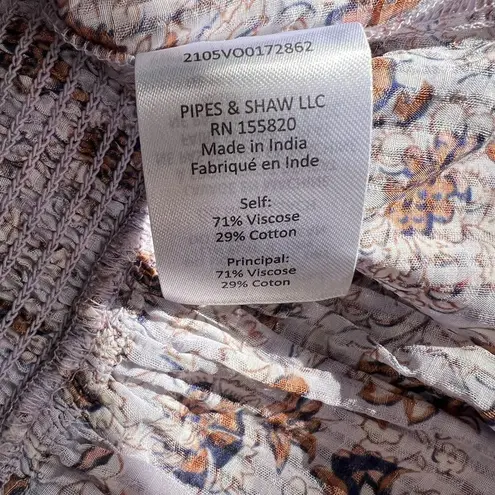 2105VO0172862
PIPES & SHAW LLC
RN 155820
Made in India
Fabriqué en Inde
Self:
71% Viscose
29% Cotton
Principal:
71% Viscose
29% Coton